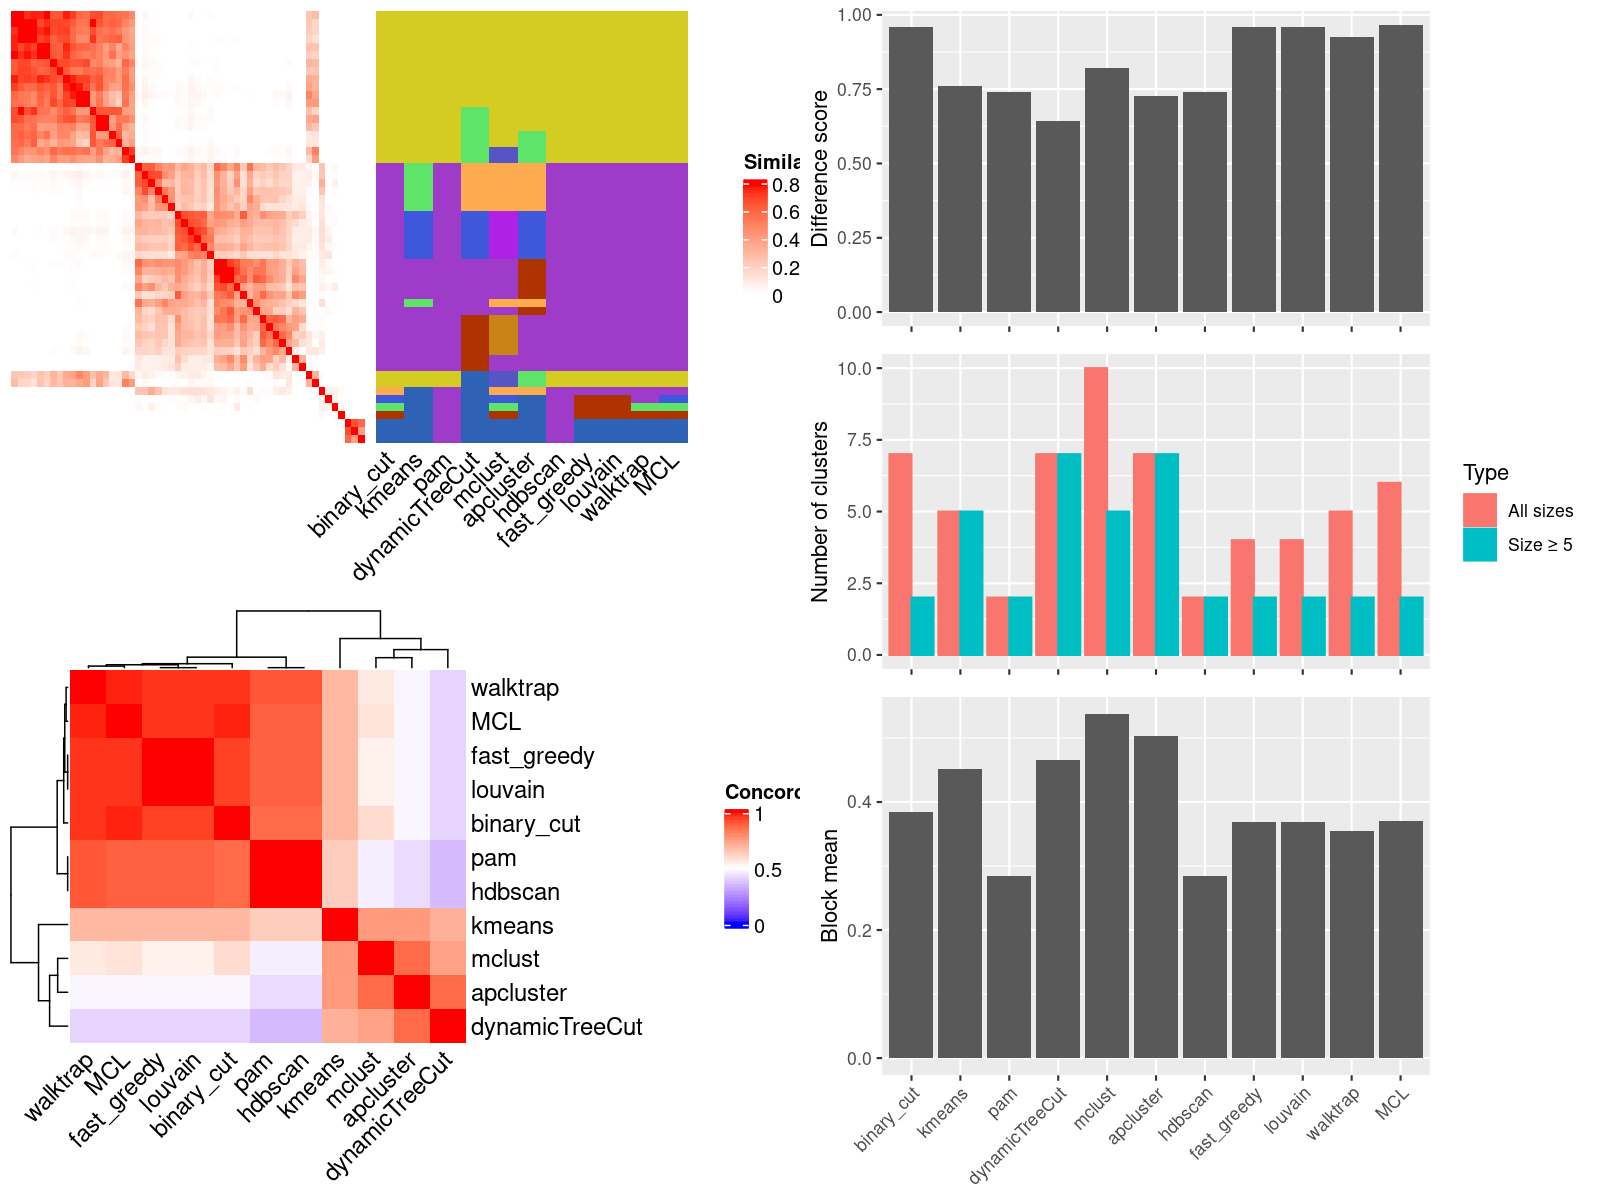 Simila
0.8
0.6
0.4
0.2
0
binary_cut
kmeans
pam
dynamicTreeCut
mclust
apcluster
hdbscan
fast_greedy
louvain
walktrap
MCL
Difference score
1.00
0.75
0.50
0.25
0.00
Number of clusters
10.0
7.5
5.0
2.5
0.0
Type
All sizes
Size ≥ 5
Block mean
0.4
0.2
0.0
binary_cut
kmeans
pam
dynamicTreeCut
mclust
apcluster
hdbscan
fast_greedy
louvain
walktrap
MCL
walktrap
MCL
fast_greedy
louvain
binary_cut
pam
hdbscan
kmeans
mclust
apcluster
dynamicTreeCut
walktrap
MCL
fast_greedy
louvain
binary_cut
pam
hdbscan
kmeans
mclust
apcluster
dynamicTreeCut
Concord
1
0.5
0